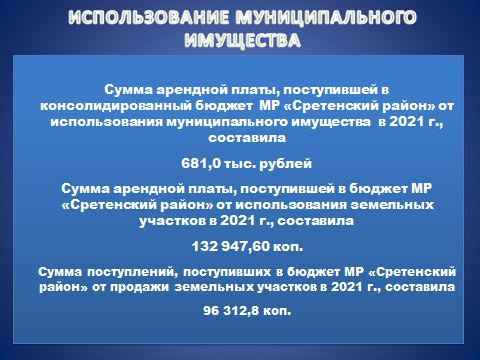 ИСПОЛЬЗОВАНИЕ МУНИЦИПАЛЬНОГО
ИМУЩЕСТВА
Сумма арендной платы, поступившей в
консолидированный бюджет МР «Сретенский район» от
использования муниципального имущества в 2021 г.,
составила
681,0 тыс. рублей
Сумма арендной платы, поступившей в бюджет МР
«Сретенский район» от использования земельных
участков в 2021 г., составила
132 947,60 коп.
Сумма поступлений, поступивших в бюджет МР «Сретенский
район» от продажи земельных участков в 2021 г., составила
96 312,8 коп.